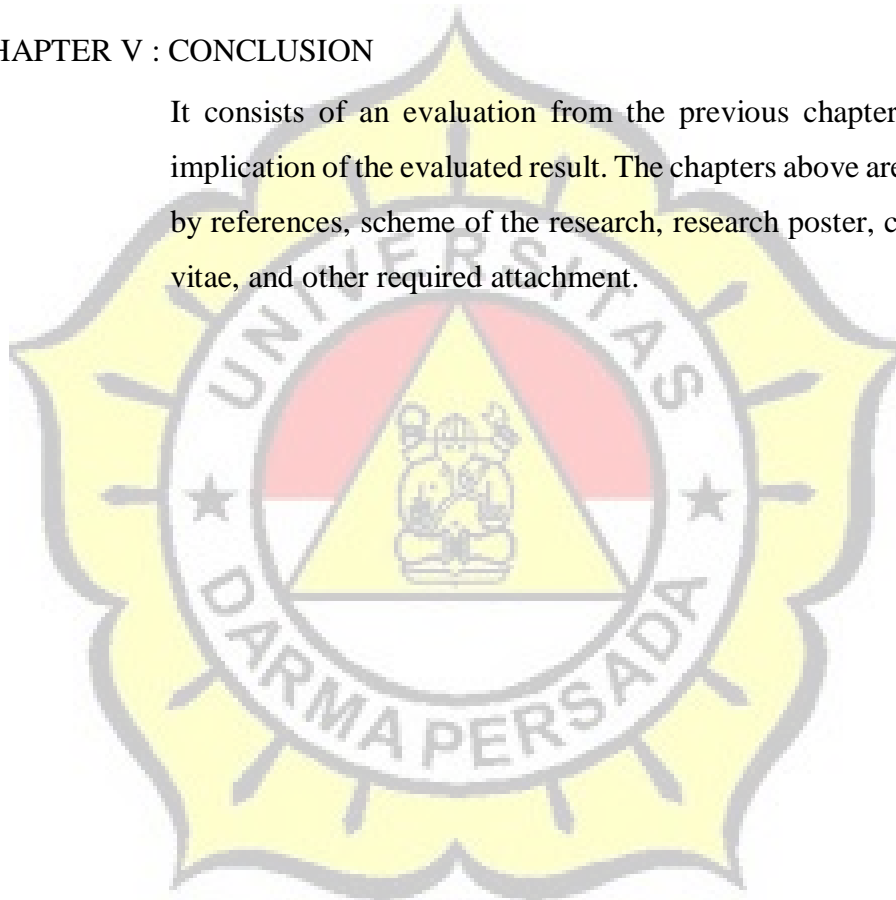 HAPTER V : CONCLUSION
It consists of an evaluation from the previous chapter
implication of the evaluated result. The chapters above are
by references, scheme of the research, research poster, c
vitae, and other required attachment.
UNIVERSITAS
DARMA PERSADA